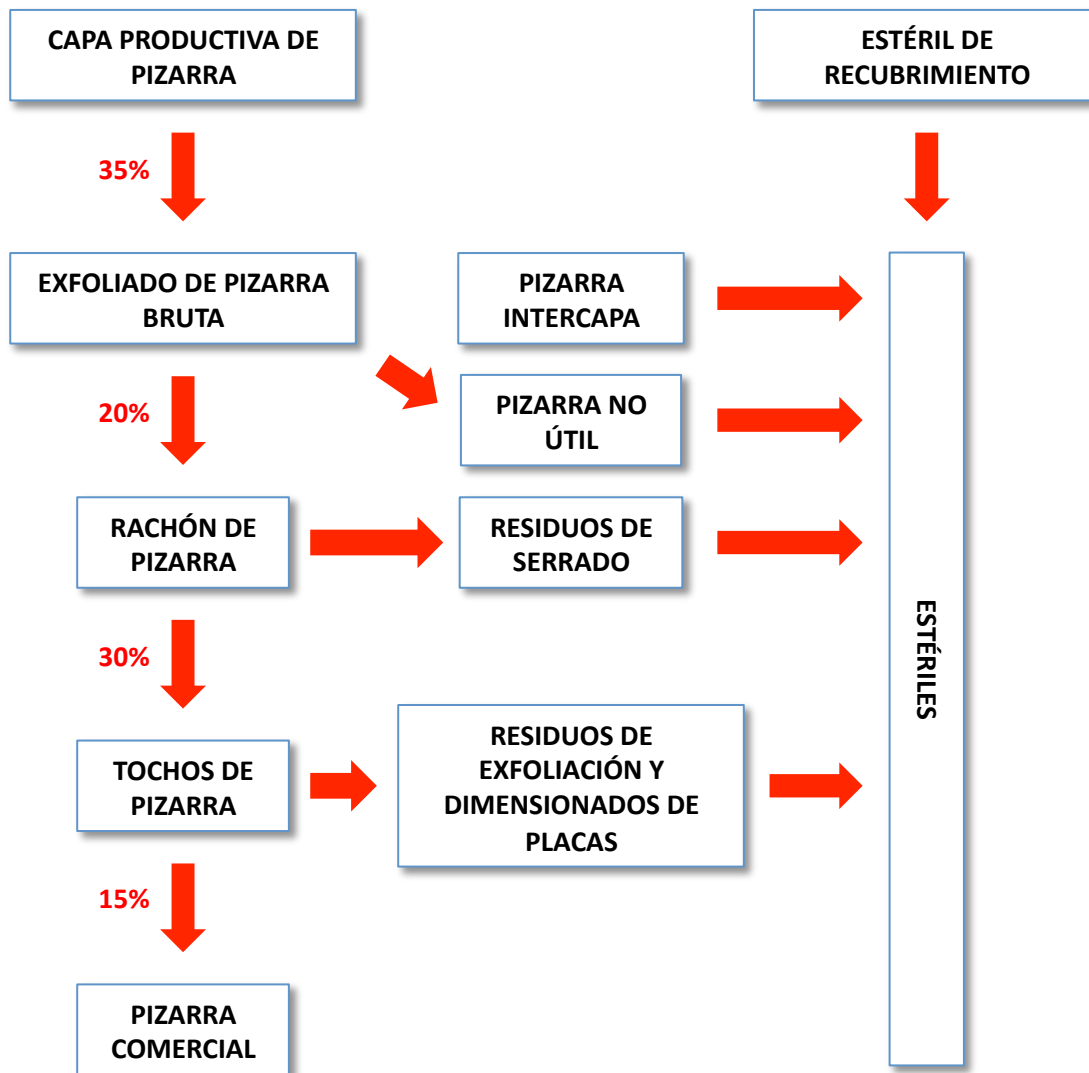 CAPA PRODUCTIVA DE
PIZARRA
ESTÉRIL DE
RECUBRIMIENTO
35%
EXFOLIADO DE PIZARRA
BRUTA
PIZARRA
INTERCAPA
20%
PIZARRA NO
ÚTIL
RACHÓN DE
PIZARRA
RESIDUOS DE
SERRADO
ESTÉRILES
30%
TOCHOS DE
PIZARRA
RESIDUOS DE
EXFOLIACIÓN Y
DIMENSIONADOS DE
PLACAS
15%
PIZARRA
COMERCIAL